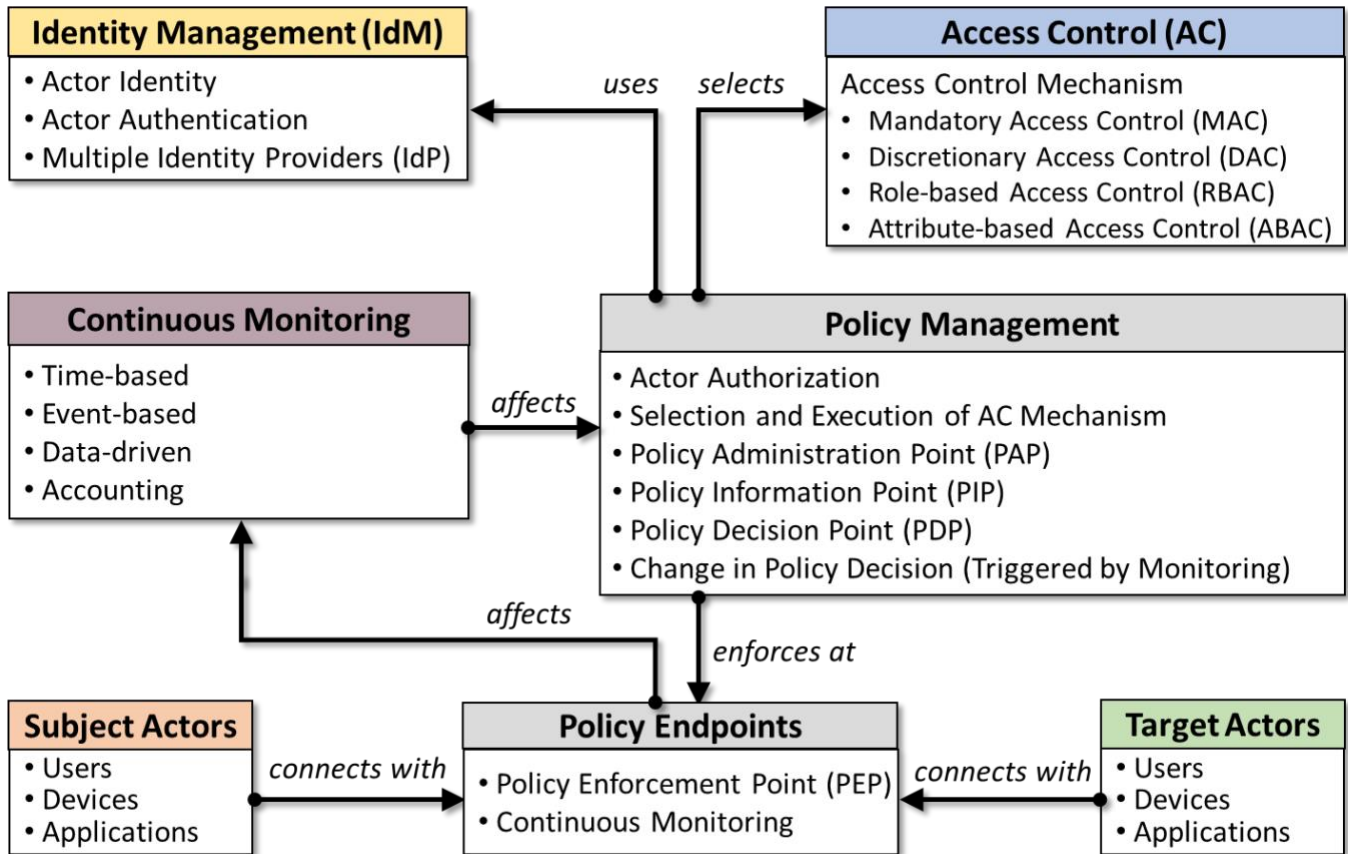 Identity Management (IdM)
• Actor Identity
• Actor Authentication
• Multiple Identity Providers (IdP)
uses
selects
Access Control (AC)
Access Control Mechanism
• Mandatory Access Control (MAC)
• Discretionary Access Control (DAC)
• Role-based Access Control (RBAC)
• Attribute-based Access Control (ABAC)
Continuous Monitoring
• Time-based
• Event-based
• Data-driven
• Accounting
affects
Policy Management
• Actor Authorization
• Selection and Execution of AC Mechanism
• Policy Administration Point (PAP)
• Policy Information Point (PIP)
• Policy Decision Point (PDP)
• Change in Policy Decision (Triggered by Monitoring)
affects
enforces at
Subject Actors
• Users
• Devices
• Applications
connects with
Policy Endpoints
• Policy Enforcement Point (PEP)
• Continuous Monitoring
connects with
Target Actors
• Users
• Devices
• Applications